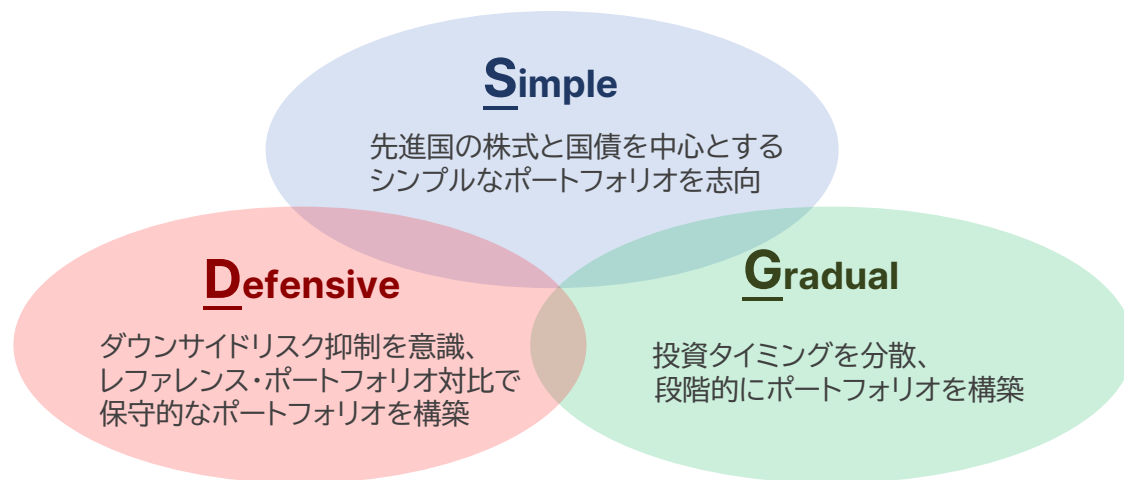 Simple
先進国の株式と国債を中心とする
シンプルなポートフォリオを志向
Defensive
ダウンサイドリスク抑制を意識、
レファレンス・ポートフォリオ対比で
保守的なポートフォリオを構築
Gradual
投資タイミングを分散、
段階的にポートフォリオを構築